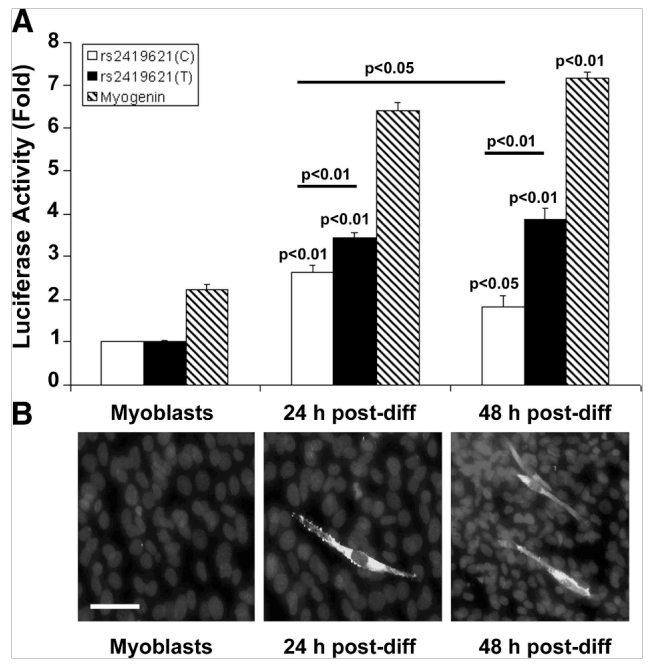 A
8
7
6
5
4
3
2
1
0
Luciferase Activity (Fold)
rs2419621(C)
rs2419621(T)
Myogenin
p<0.05
p<0.01
p<0.01
p<0.01
p<0.01
p<0.01
p<0.01
p<0.05
Myoblasts
24 h post-diff
48 h post-diff
B
Myoblasts
24 h post-diff
48 h post-diff